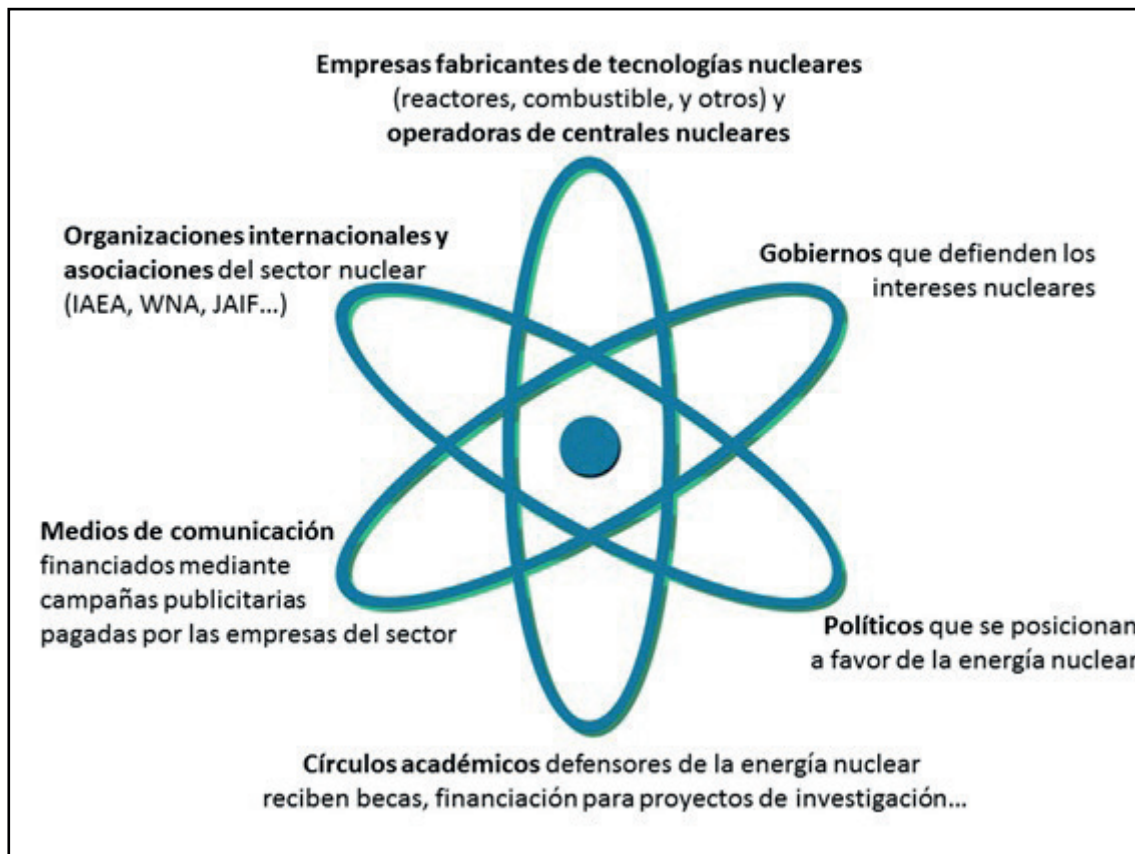 Empresas fabricantes de tecnologías nucleares
(reactores, combustible, y otros) y
operadoras de centrales nucleares
Organizaciones internacionales y
asociaciones del sector nuclear
(IAEA, WNA, JAIF...)
Gobiernos que defienden los
intereses nucleares
Medios de comunicación
financiados mediante
campañas publicitarias
pagadas por las empresas del sector
Políticos que se posicionan
a favor de la energía nuclear
Círculos académicos defensores de la energía nuclear
reciben becas, financiación para proyectos de investigación...